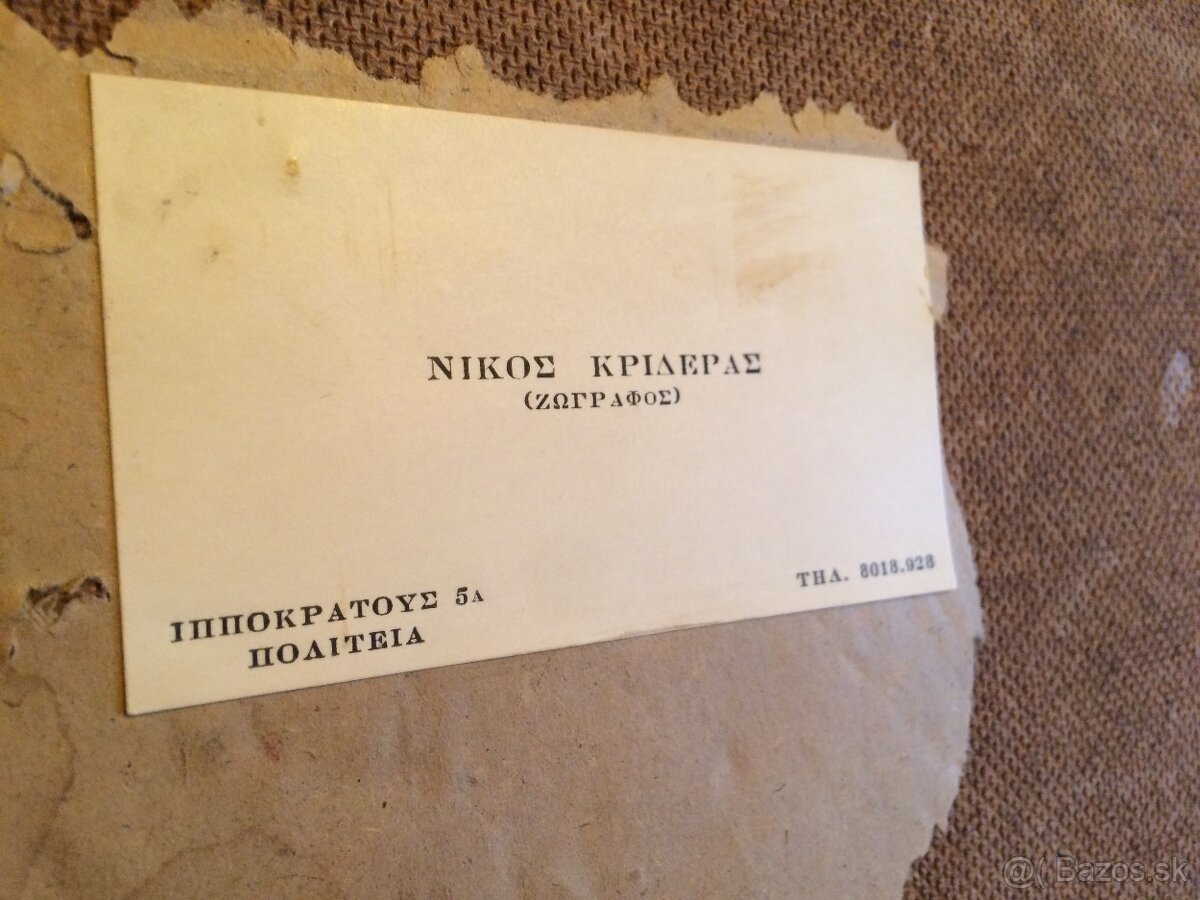 ΝΙΚΟΣ ΚΡΙΔΕΡΑΣ
(ΖΩΓΡΑΦΟΣ)
ΙΠΠΟΚΡΑΤΟΥΣ 5Α
ΠΟΛΙΤΕΙΑ
ΤΗΛ. 8018.928
@( Bazos.sk